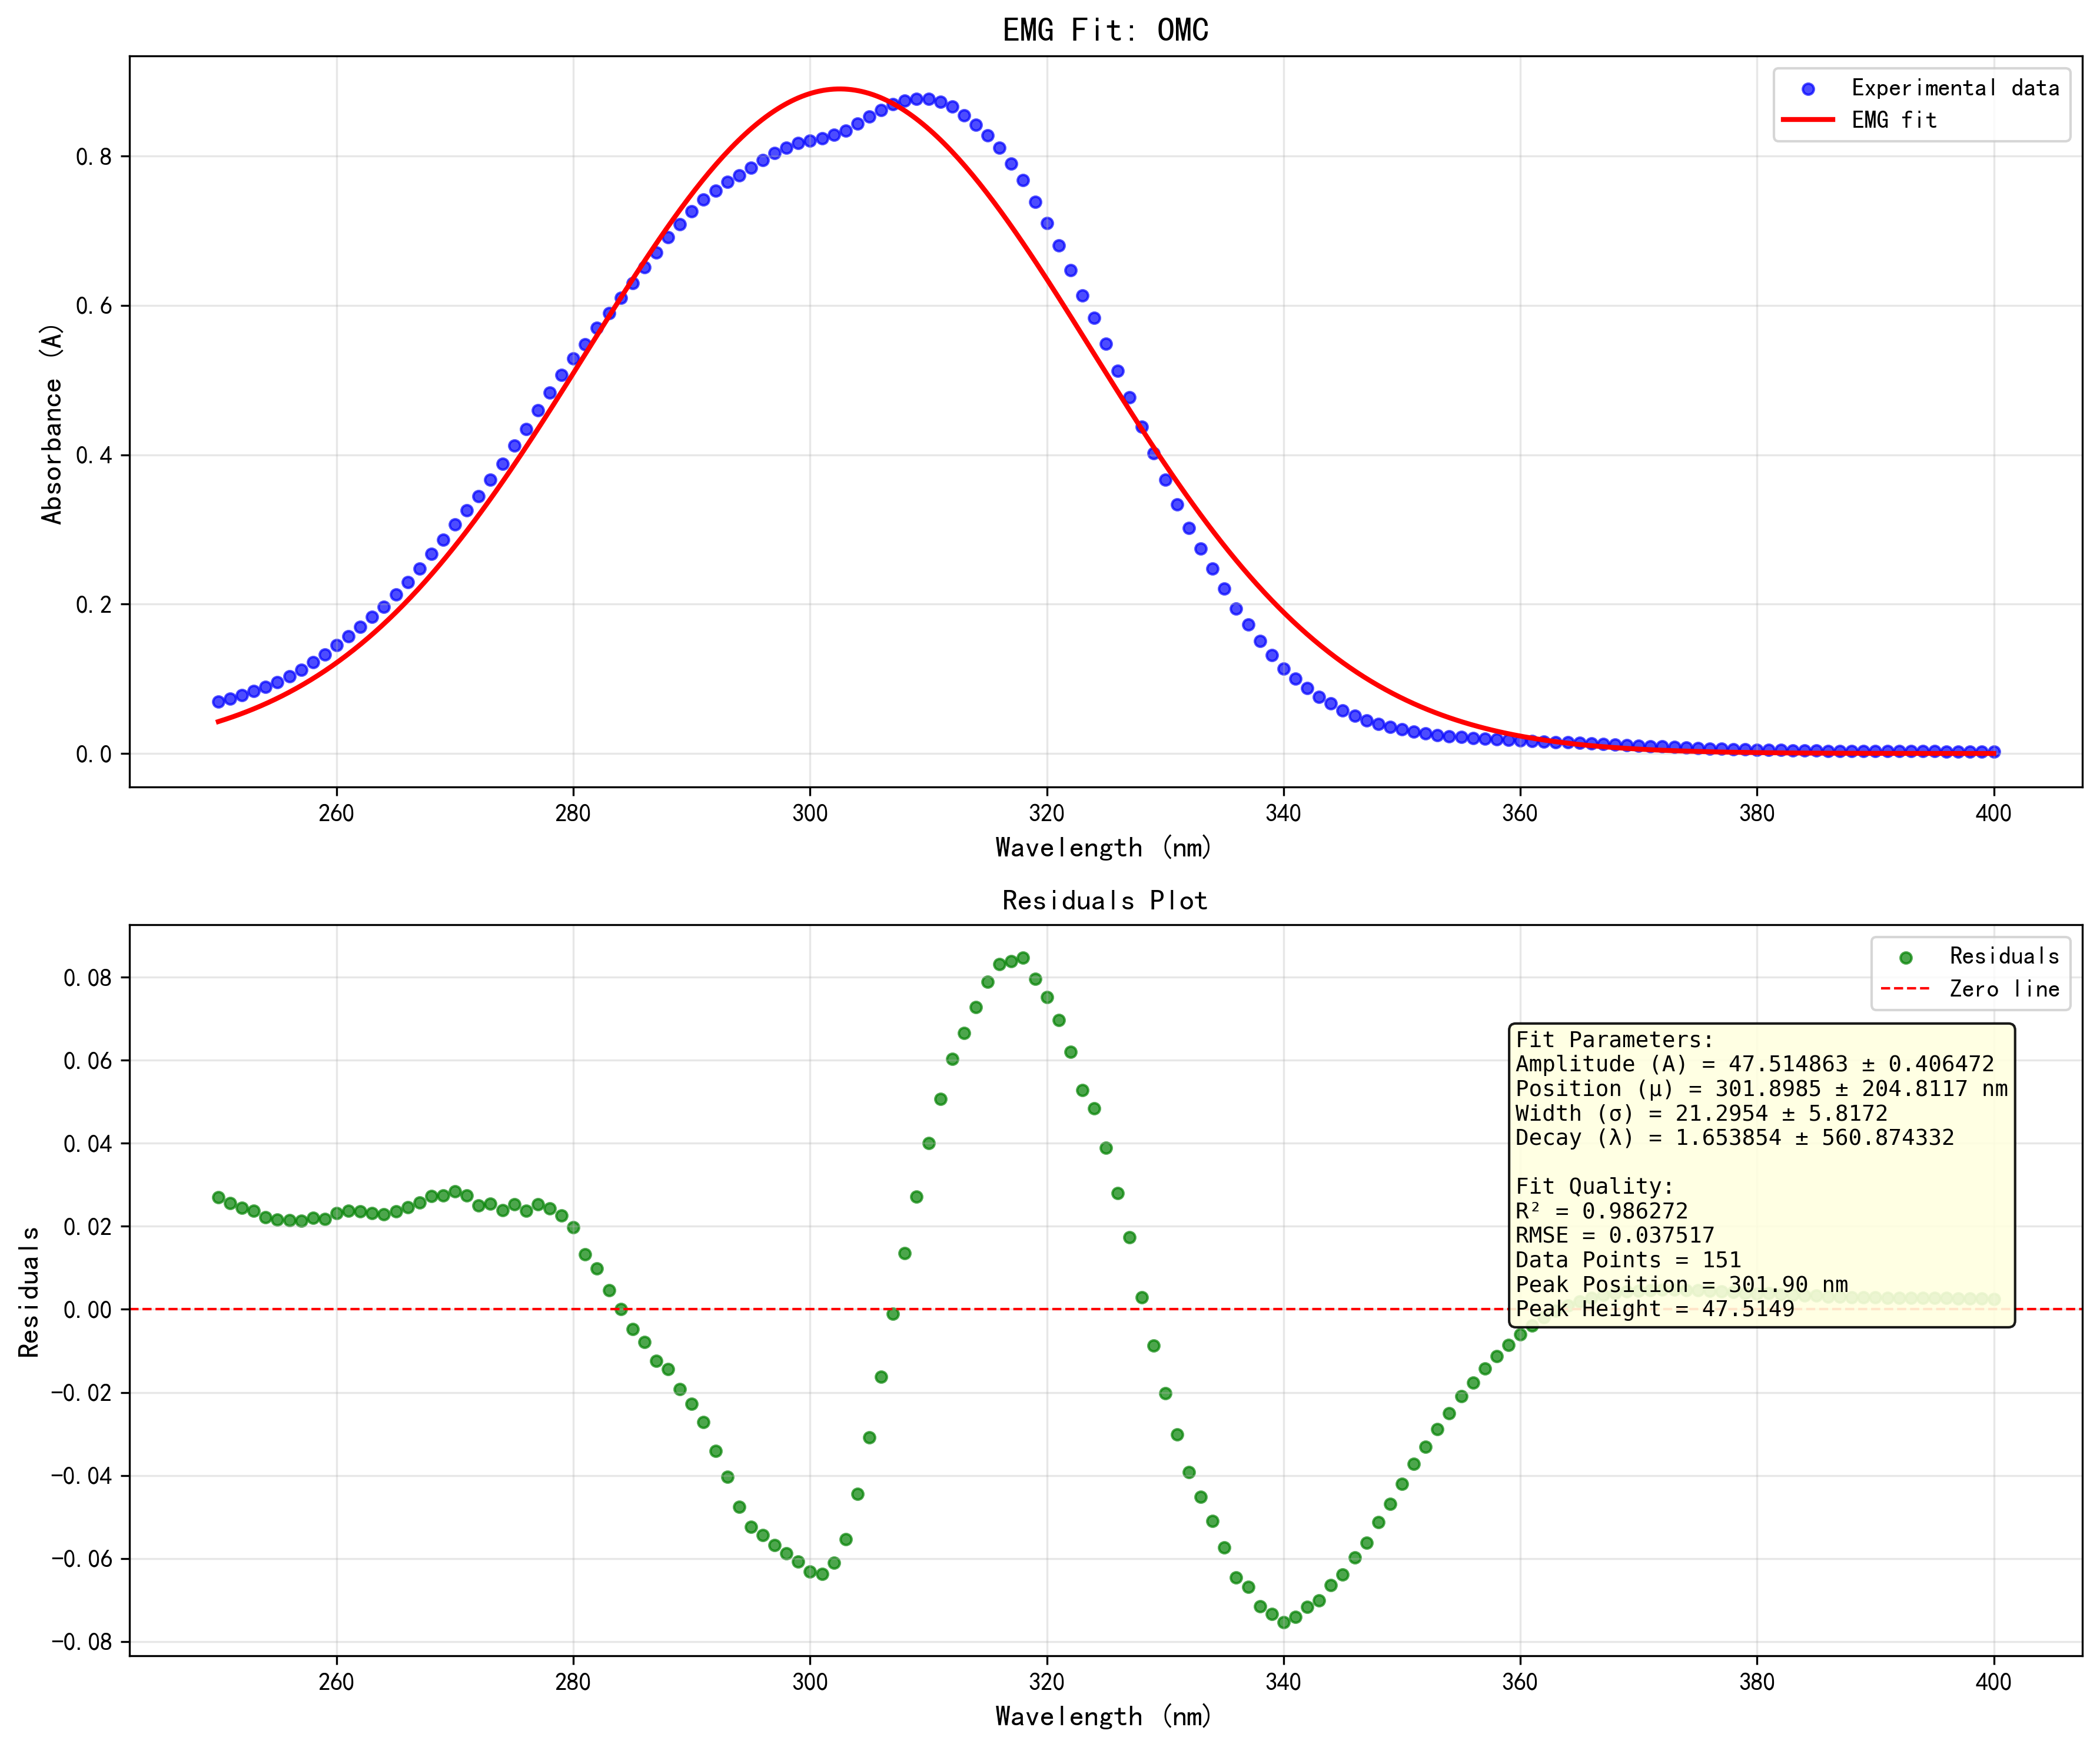 EMG Fit: OMC
Experimental data
EMG fit
Absorbance (A)
0.8
0.6
0.4
0.2
0.0
260 280 300 320 340 360 380 400
Wavelength (nm)
Residuals Plot
Residuals
Zero line
Residuals
0.08
0.06
0.04
0.02
0.00
−0.02
−0.04
−0.06
−0.08
Fit Parameters:
Amplitude (A) = 47.514863 ± 0.406472
Position (μ) = 301.8985 ± 204.8117 nm
Width (σ) = 21.2954 ± 5.8172
Decay (λ) = 1.653854 ± 560.874332
Fit Quality:
R² = 0.986272
RMSE = 0.037517
Data Points = 151
Peak Position = 301.90 nm
Peak Height = 47.5149
260 280 300 320 340 360 380 400
Wavelength (nm)